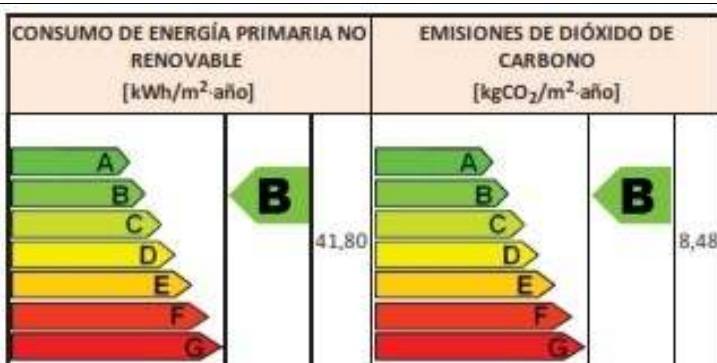 CONSUMO DE ENERGÍA PRIMARIA NO
RENOVABLE
[kWh/m²·año]
EMISIONES DE DIÓXIDO DE
CARBONO
[kgCO₂/m²·año]
A
B
C
D
E
F
G
B
41,80
A
B
C
D
E
F
G
B
8,48